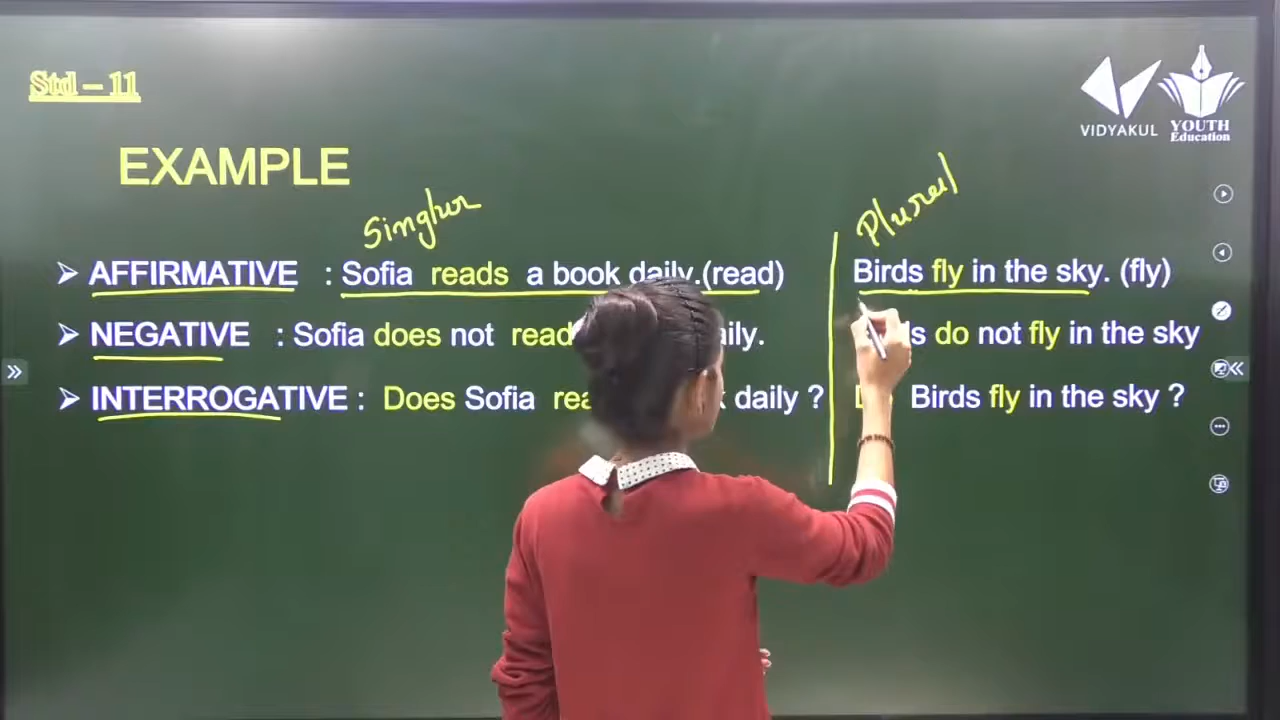 Std – 11
VIDYAKUL
YOUTH
Education
EXAMPLE
Singlur
Plural
➢ AFFIRMATIVE : Sofia reads a book daily.(read)
Birds fly in the sky. (fly)
➢ NEGATIVE : Sofia does not read
do not fly in the sky
➢ INTERROGATIVE : Does Sofia daily ?
Birds fly in the sky ?